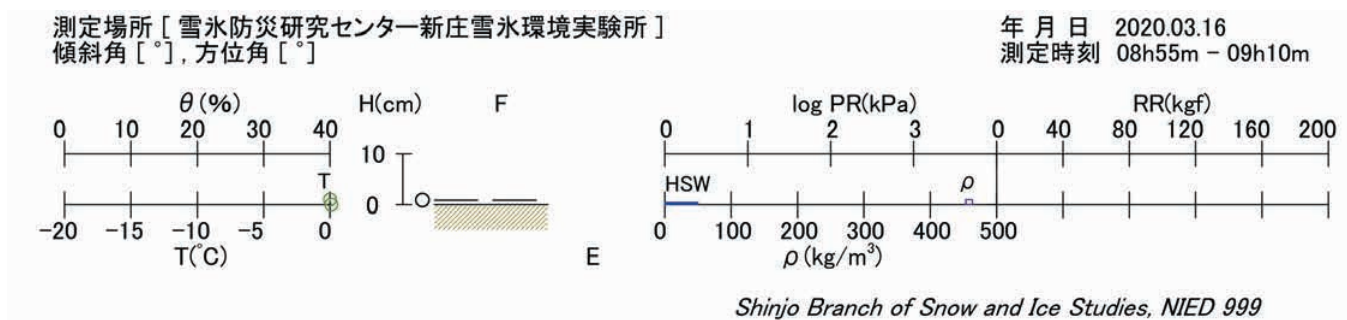 測定場所 [ 雪氷防災研究センター新庄雪氷環境実験所 ]
傾斜角 [ °] , 方位角 [ °]
年 月 日 2020.03.16
測定時刻 08h55m - 09h10m
θ(%) H(cm) F log PR(kPa) RR(kgf)
0 10 20 30 40 0 1 2 3 0 40 80 120 160 200
10
T HSW ρ
0
-20 -15 -10 -5 0 0 100 200 300 400 500
T(°C) E ρ(kg/m³)
Shinjo Branch of Snow and Ice Studies, NIED 999